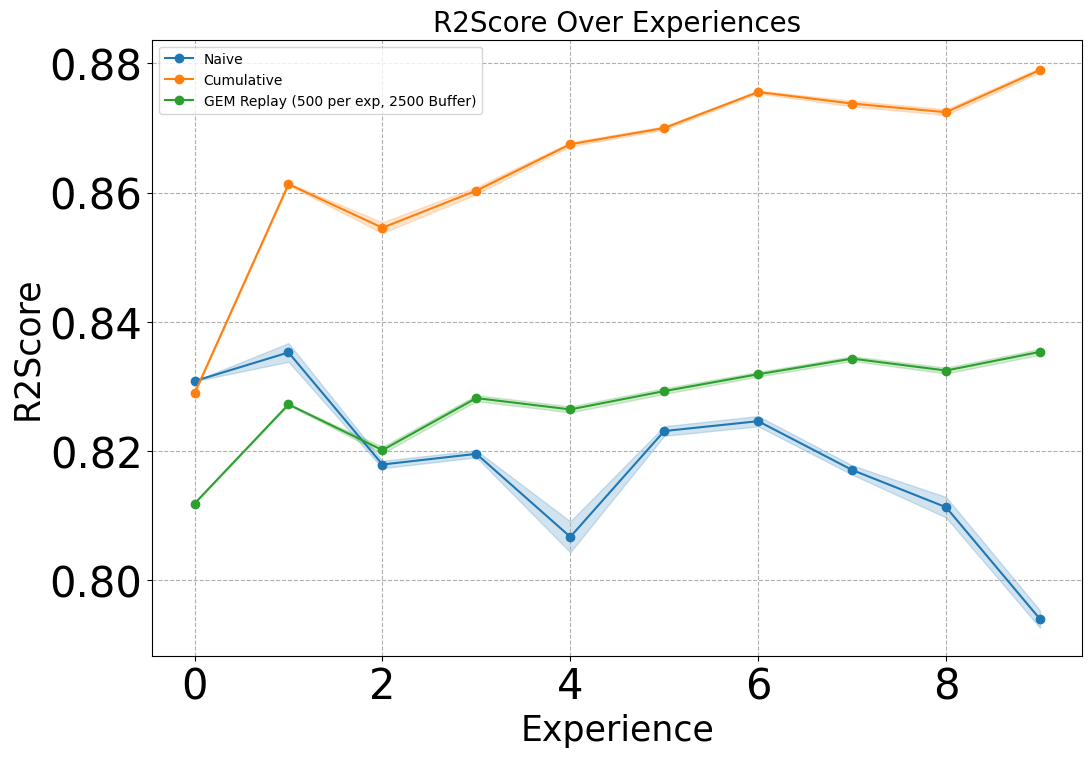 R2Score Over Experiences
0.88
0.86
0.84
0.82
0.80
R2Score
Naive
Cumulative
GEM Replay (500 per exp, 2500 Buffer)
0 2 4 6 8
Experience